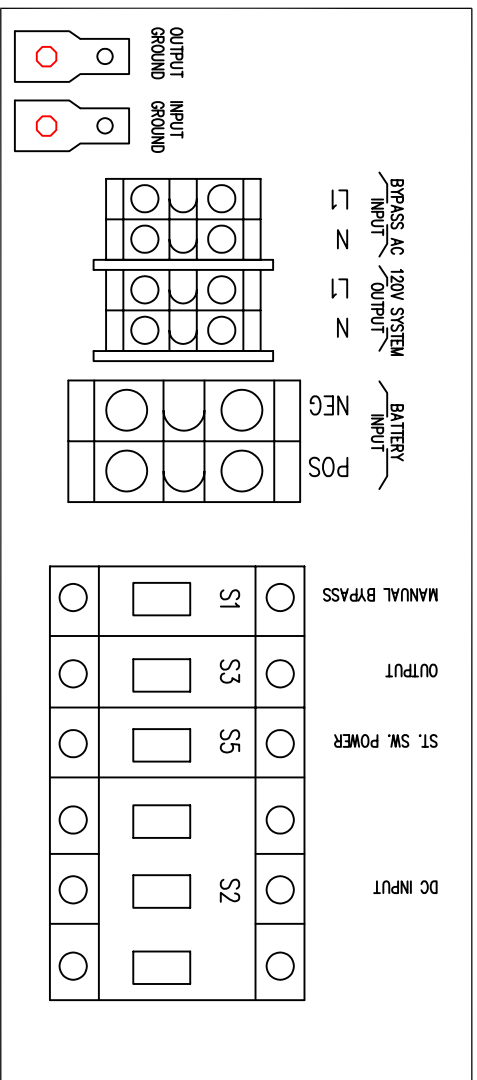 OUTPUT
GROUND
INPUT
GROUND
L1
BYPASS AC
INPUT
N
L1
120V SYSTEM
OUTPUT
N
NEG
BATTERY
INPUT
POS
S1
MANUAL BYPASS
S3
OUTPUT
S5
ST. SW. POWER
S2
DC INPUT